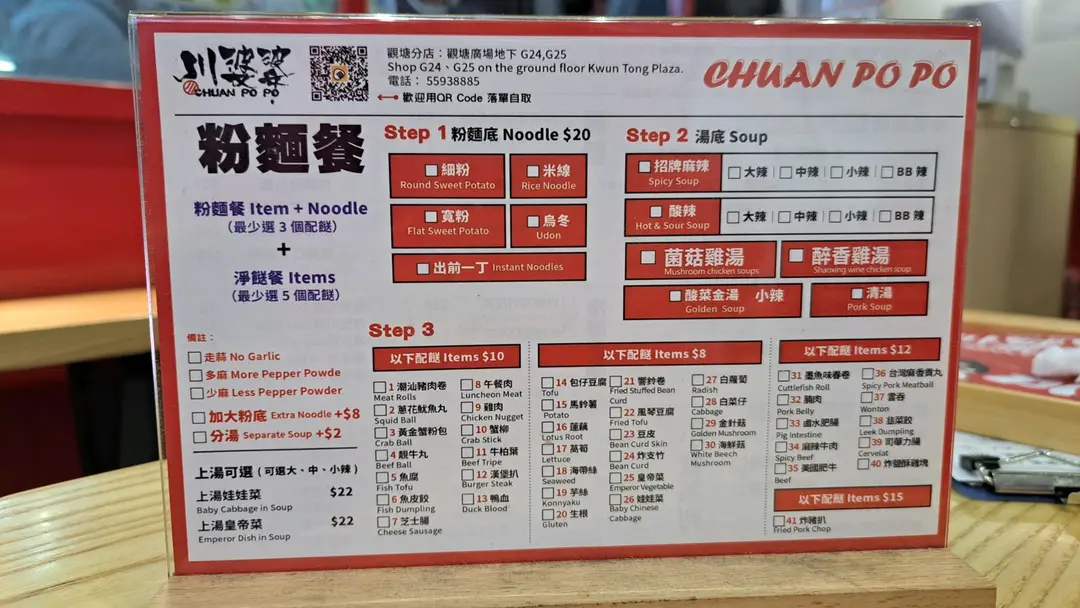 川婆婆
CHUAN PO PO
觀塘分店：觀塘廣場地下 G24,G25
Shop G24、G25 on the ground floor Kwun Tong Plaza.
電話： 55938885
歡迎用QR Code 落單自取
CHUAN PO PO
粉麵餐
粉麵餐 Item + Noodle
（最少選 3 個配餸）
+
淨餸餐 Items
（最少選 5 個配餸）
備註：
走蒜 No Garlic
多麻 More Pepper Powde
少麻 Less Pepper Powder
加大粉底 Extra Noodle +$8
分湯 Separate Soup +$2
上湯可選 ( 可選大、中、小辣 )
上湯娃娃菜 $22
Baby Cabbage in Soup
上湯皇帝菜 $22
Emperor Dish in Soup
Step 1 粉麵底 Noodle $20
細粉
Round Sweet Potato
米線
Rice Noodle
寬粉
Flat Sweet Potato
烏冬
Udon
出前一丁 Instant Noodles
Step 2 湯底 Soup
招牌麻辣
Spicy Soup
大辣 中辣 小辣 BB 辣
酸辣
Hot & Sour Soup
大辣 中辣 小辣 BB 辣
菌菇雞湯
Mushroom chicken soups
醉香雞湯
Shaoxing wine chicken soup
酸菜金湯 小辣
Golden Soup
清湯
Pork Soup
Step 3
以下配餸 Items $10
1 潮汕豬肉卷
Meat Rolls
2 蔥花魷魚丸
Squid Ball
3 黃金蟹粉包
Crab Ball
4 靚牛丸
Beef Ball
5 魚腐
Fish Tofu
6 魚皮餃
Fish Dumpling
7 芝士腸
Cheese Sausage
8 午餐肉
Luncheon Meat
9 雞肉
Chicken Nugget
10 蟹柳
Crab Stick
11 牛柏葉
Beef Tripe
12 漢堡扒
Burger Steak
13 鴨血
Duck Blood
以下配餸 Items $8
14 包仔豆腐
Tofu
15 馬鈴薯
Potato
16 蓮藕
Lotus Root
17 萵筍
Lettuce
18 海帶絲
Seaweed
19 芋絲
Konnyaku
20 生根
Gluten
21 響鈴卷
Fried Stuffed Bean Curd
22 風琴豆腐
Fried Tofu
23 豆皮
Bean Curd Skin
24 炸支竹
Bean Curd
25 皇帝菜
Emperor Vegetable
26 娃娃菜
Baby Chinese Cabbage
27 白蘿蔔
Radish
28 白菜仔
Cabbage
29 金針菇
Golden Mushroom
30 海鮮菇
White Beech Mushroom
以下配餸 Items $12
31 墨魚味春卷
Cuttlefish Roll
32 腩肉
Pork Belly
33 鹵水肥腸
Pig Intestine
34 麻辣牛肉
Spicy Beef
35 美國肥牛
Beef
36 台灣麻香貢丸
Spicy Pork Meatball
37 雲吞
Wonton
38 韭菜餃
Leek Dumpling
39 司華力腸
Cervelat
40 炸鹽酥雞塊
以下配餸 Items $15
41 炸豬扒
Fried Pork Chop